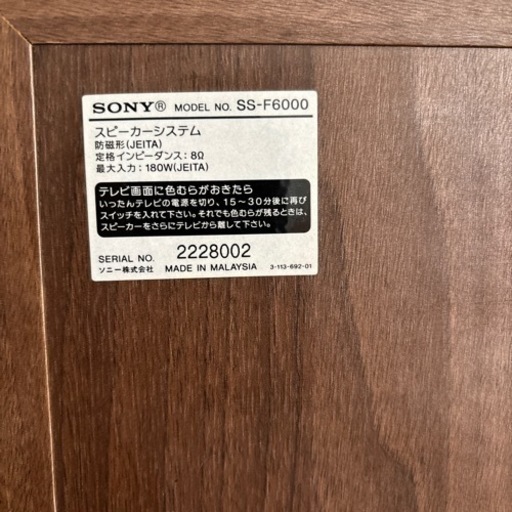 SONY® MODEL NO. SS-F6000
スピーカーシステム
防磁形(JEITA)
定格インピーダンス:8Ω
最大入力:180W(JEITA)
テレビ画面に色むらがおきたら
いったんテレビの電源を切り、15〜30分後に再び
スイッチを入れて下さい。それでも色むらが残るときは、
スピーカーをさらにテレビから離して下さい。
SERIAL NO. 2228002
ソニー株式会社 MADE IN MALAYSIA 3-113-692-01